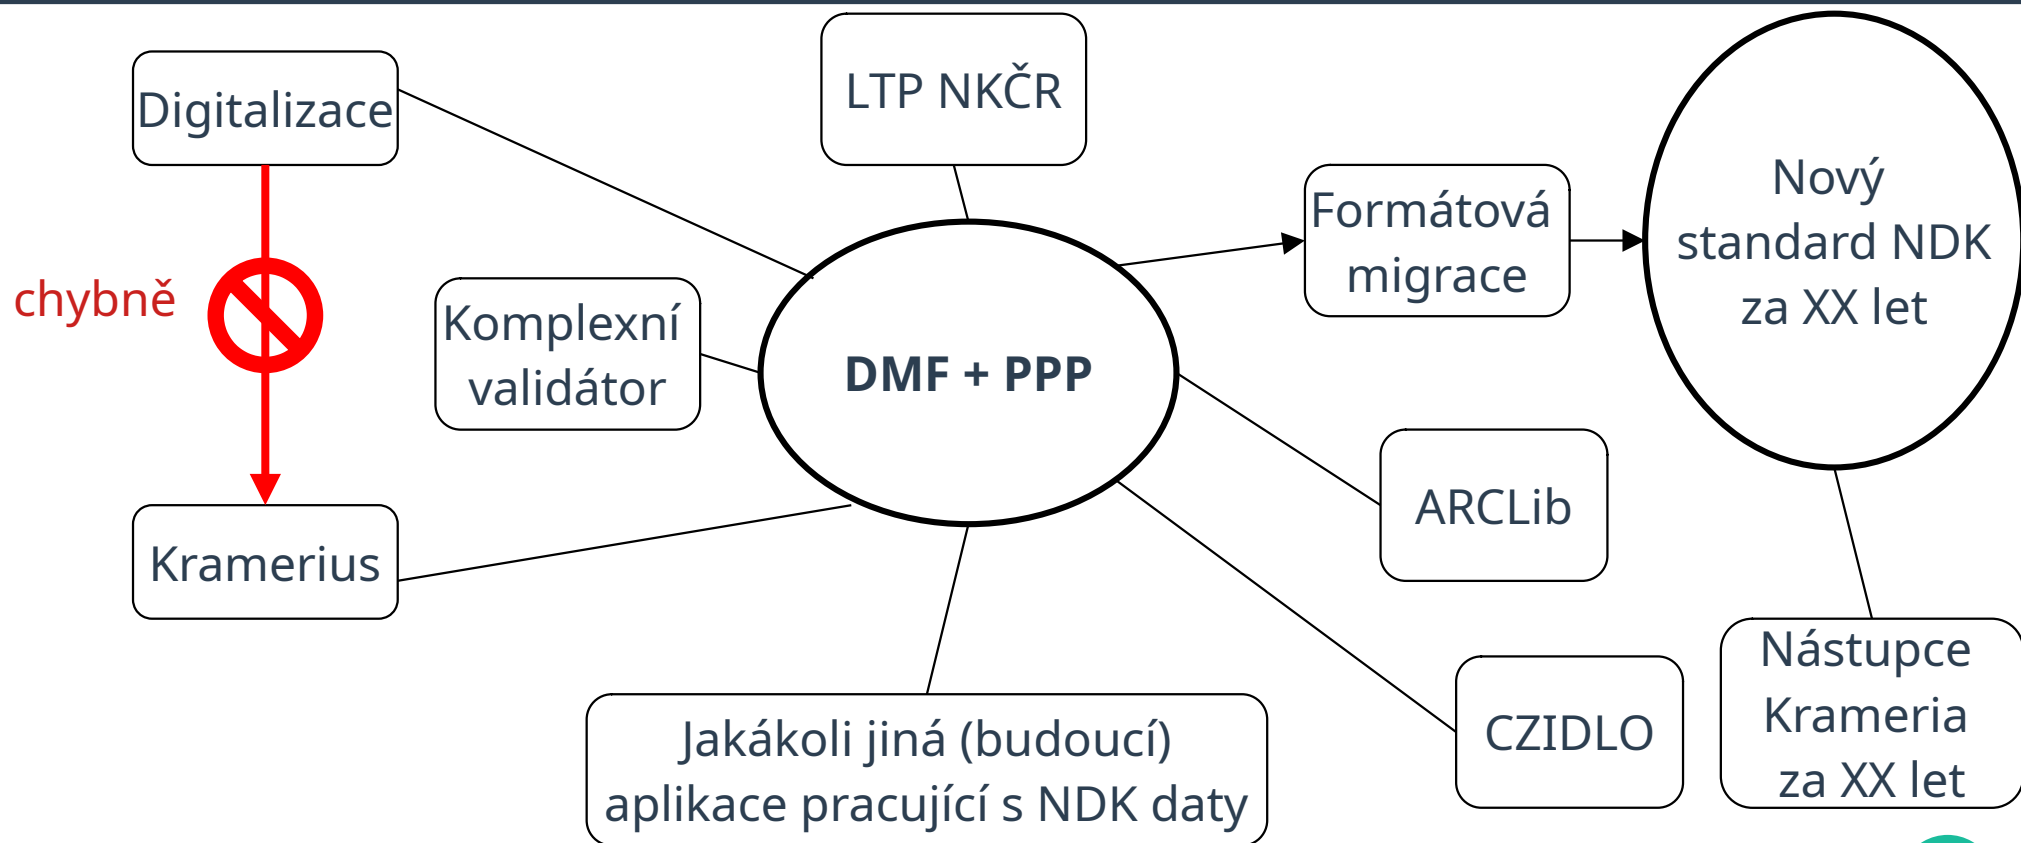 Digitalizace
LTP NKČR
Nový
standard NDK
za XX let
Formátová
migrace
chybně
Komplexní
validátor
DMF + PPP
ARCLib
Kramerius
Nástupce
Krameria
za XX let
CZIDLO
Jakákoli jiná (budoucí)
aplikace pracující s NDK daty